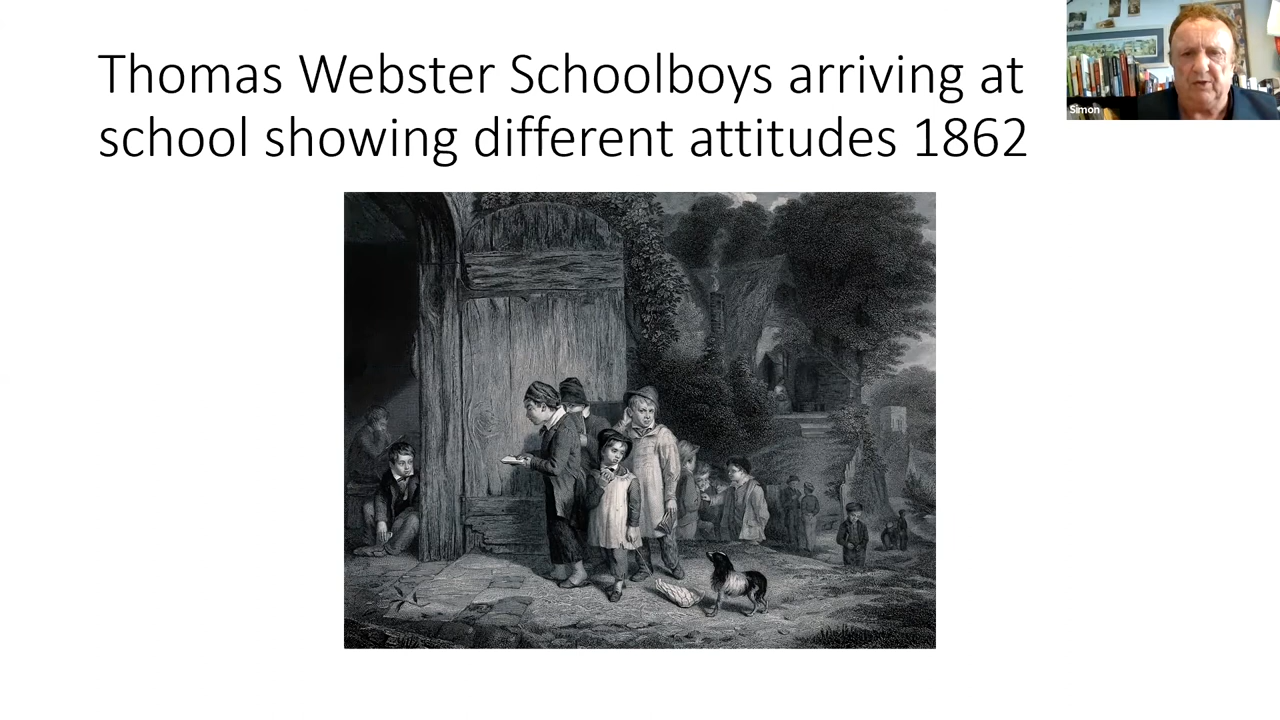 Thomas Webster Schoolboys arriving at
school showing different attitudes 1862
Simon